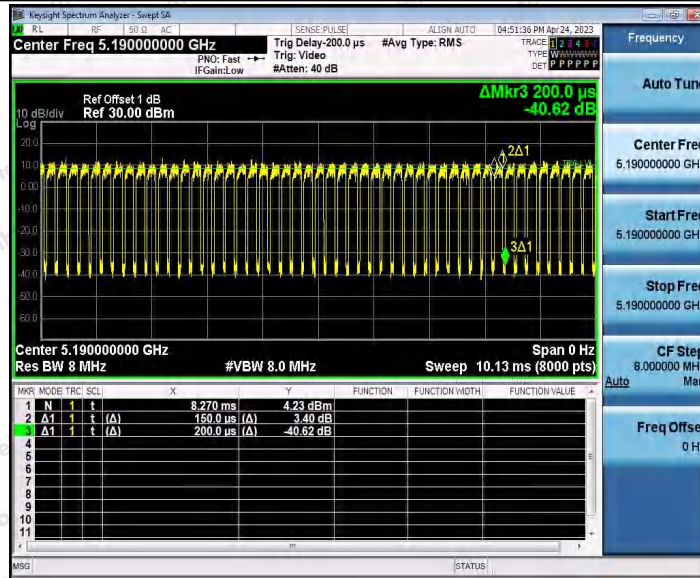 Keysight Spectrum Analyzer - Swept SA
RL RF 50 Ω AC SENSE:PULSE ALIGN AUTO 04:51:36 PM Apr 24, 2023
Center Freq 5.190000000 GHz
PNO: Fast
IFGain:Low
Trig Delay-200.0 µs
Trig: Video
#Atten: 40 dB
#Avg Type: RMS
TRACE 1 2 3 4 5 6
TYPE W
DET P P P P P P
10 dB/div
Log
Ref Offset 1 dB
Ref 30.00 dBm
ΔMkr3 200.0 µs
-40.62 dB
20.0
10.0
0.00
-10.0
-20.0
-30.0
-40.0
-50.0
-60.0
2Δ1
3Δ1
Center 5.190000000 GHz Span 0 Hz
Res BW 8 MHz #VBW 8.0 MHz Sweep 10.13 ms (8000 pts)
MKR MODE TRC SCL X Y FUNCTION FUNCTION WIDTH FUNCTION VALUE
1 N 1 t 8.270 ms 4.23 dBm
2 Δ1 1 t (Δ) 150.0 µs (Δ) 3.40 dB
3 Δ1 1 t (Δ) 200.0 µs (Δ) -40.62 dB
4
5
6
7
8
9
10
11
MSG STATUS
Frequency
Auto Tune
Center Freq
5.190000000 GHz
Start Freq
5.190000000 GHz
Stop Freq
5.190000000 GHz
CF Step
8.000000 MHz
Auto Man
Freq Offset
0 Hz